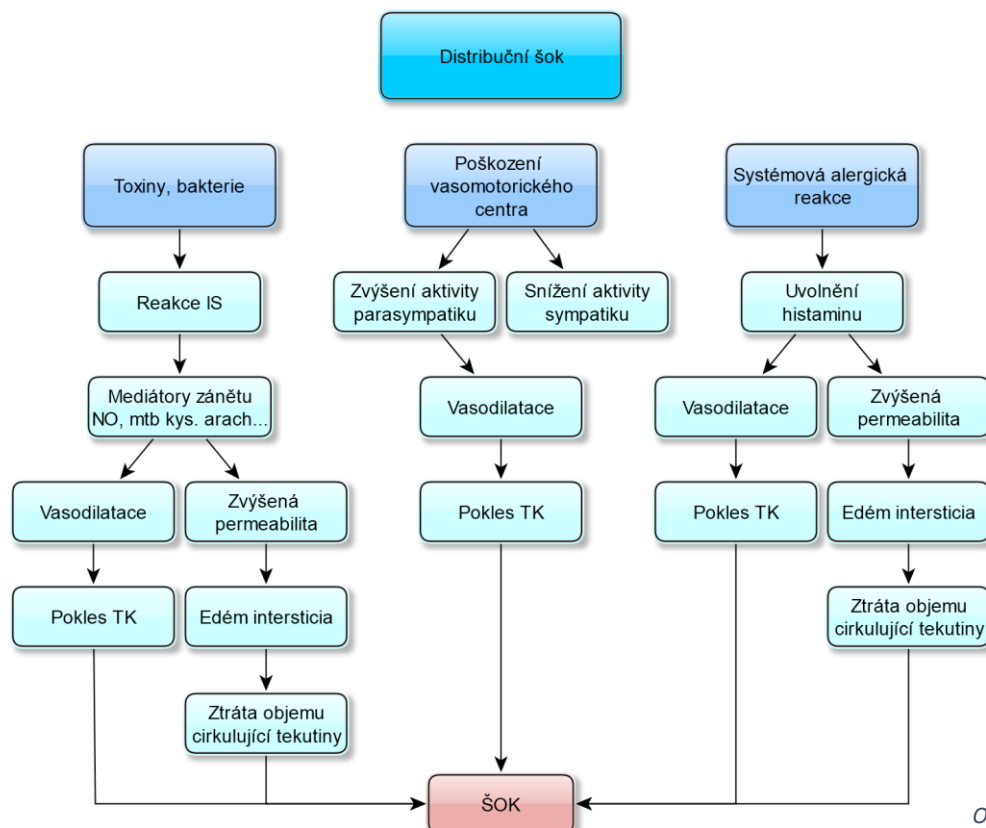 Distribuční šok
Toxiny, bakterie
Poškození
vasomotorického
centra
Systémová alergická
reakce
Reakce IS
Zvýšení aktivity
parasympatiku
Snížení aktivity
sympatiku
Uvolnění
histaminu
Mediátory zánětu
NO, mtb kys. arach...
Vasodilatace
Vasodilatace
Zvýšená
permeabilita
Vasodilatace
Zvýšená
permeabilita
Pokles TK
Pokles TK
Edém intersticia
Pokles TK
Edém intersticia
Ztráta objemu
cirkulující tekutiny
Ztráta objemu
cirkulující tekutiny
ŠOK